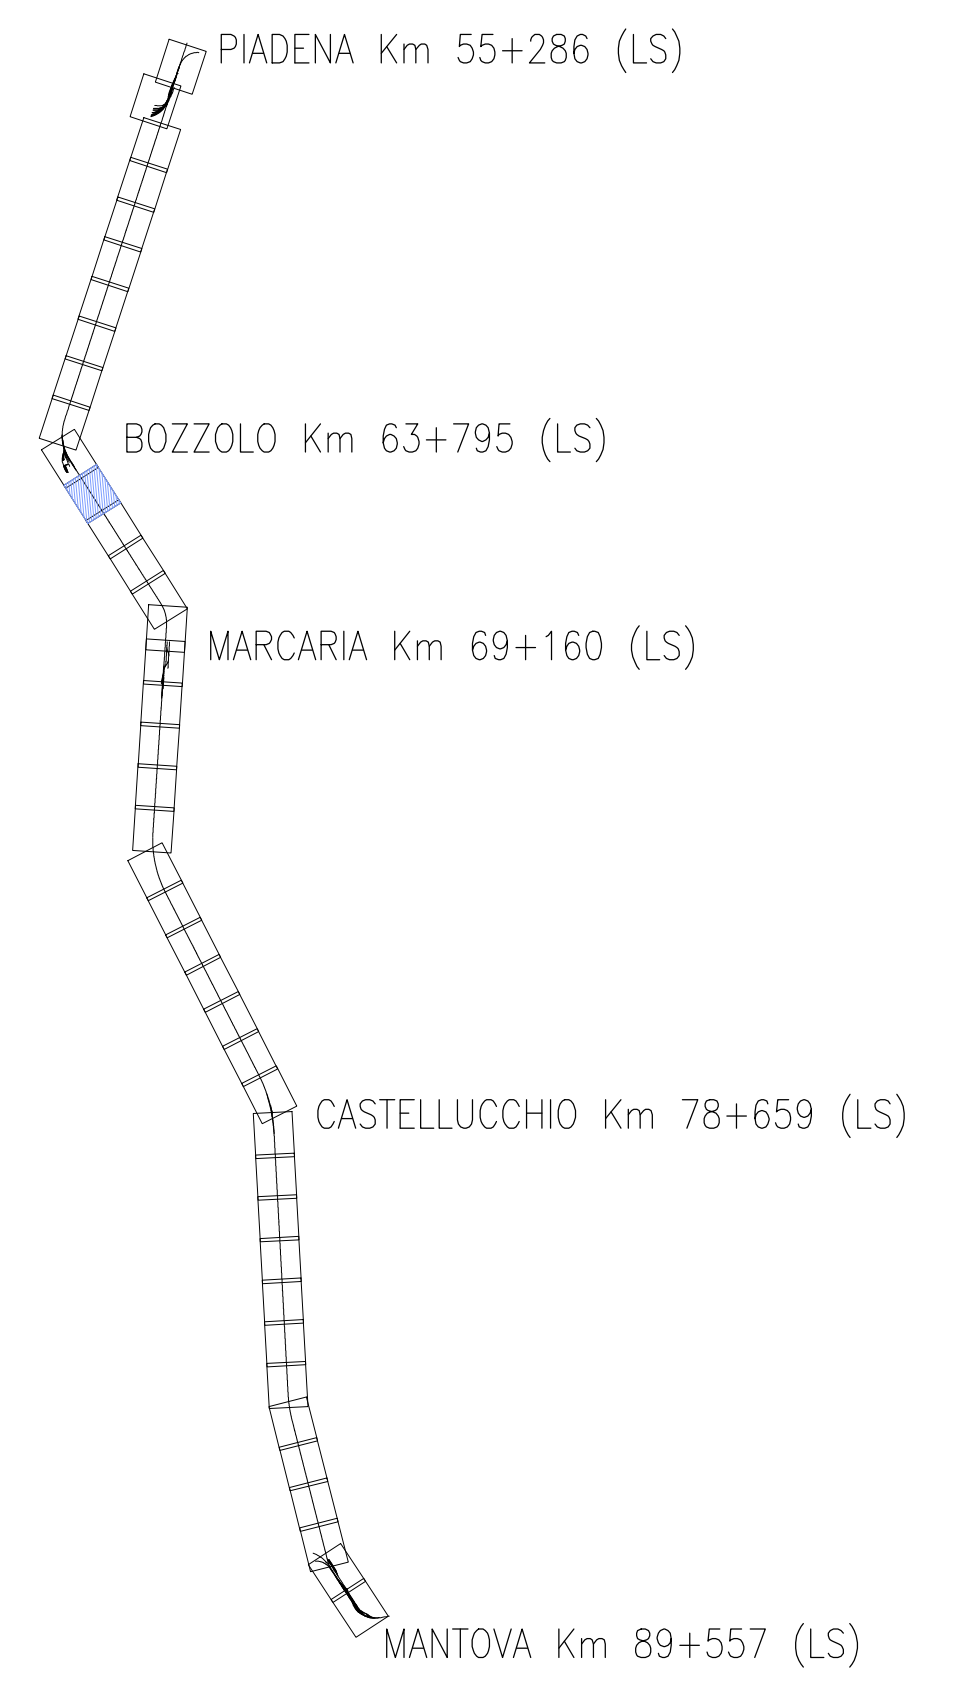 PIADENA Km 55+286 (LS)
BOZZOLO Km 63+795 (LS)
MARCARIA Km 69+160 (LS)
CASTELLUCCHIO Km 78+659 (LS)
MANTOVA Km 89+557 (LS)